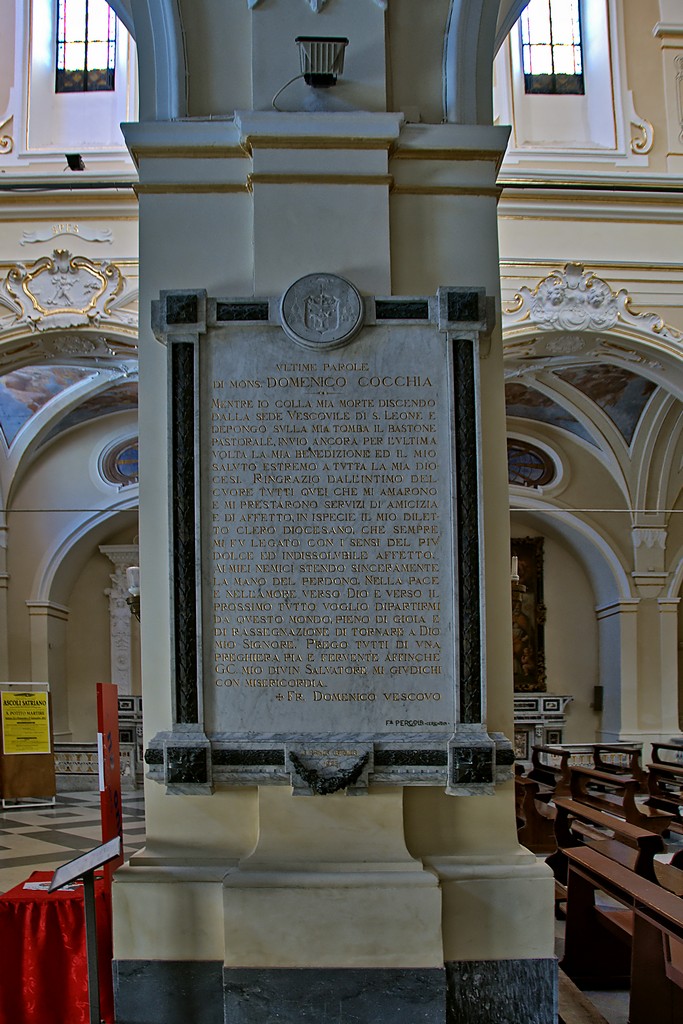 VLTIME PAROLE
DI MONS. DOMENICO COCCHIA
MENTRE IO COLLA MIA MORTE DISCENDO
DALLA SEDE VESCOVILE DI S. LEONE E
DEPONGO SVLLA MIA TOMBA IL BASTONE
PASTORALE, INVIO ANCORA PER L'VLTIMA
VOLTA LA MIA BENEDIZIONE ED IL MIO
SALVTO ESTREMO A TVTTA LA MIA DIO
CESI. RINGRAZIO DALL'INTIMO DEL
CVORE TVTTI QVEI CHE MI AMARONO
E MI PRESTARONO SERVIZI DI AMICIZIA
E DI AFFETTO, IN ISPECIE IL MIO DILET
TO CLERO DIOCESANO, CHE SEMPRE
MI FV LEGATO CON I SENSI DEL PIV
DOLCE ED INDISSOLVBILE AFFETTO.
AI MIEI NEMICI STENDO SINCERAMENTE
LA MANO DEL PERDONO. NELLA PACE
E NELL'AMORE VERSO DIO E VERSO IL
PROSSIMO TVTTO VOGLIO DIPARTIRMI
DA QVESTO MONDO, PIENO DI GIOIA E
DI RASSEGNAZIONE DI TORNARE A DIO
MIO SIGNORE. PREGO TVTTI DI VNA
PREGHIERA PIA E FERVENTE AFFINCHE
G.C. MIO DIVIN SALVATORE MI GIVDICHI
CON MISERICORDIA.
+ FR. DOMENICO VESCOVO
ASCOLI SATRIANO